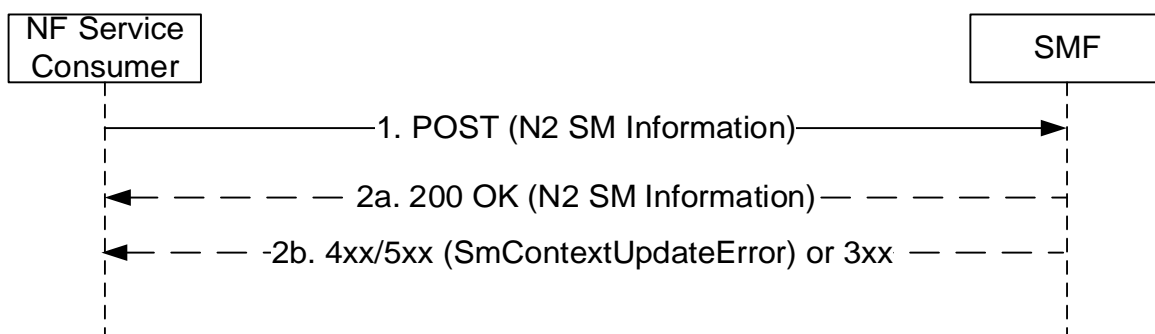 NF Service
Consumer
SMF
1. POST (N2 SM Information)
2a. 200 OK (N2 SM Information)
2b. 4xx/5xx (SmContextUpdateError) or 3xx